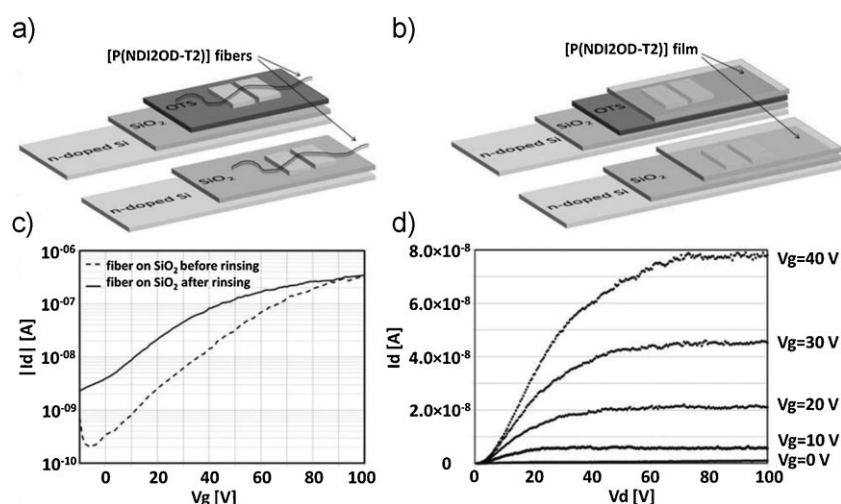 a)
[P(NDI2OD-T2)] fibers
OTS
SiO₂
n-doped Si
SiO₂
n-doped Si
b)
[P(NDI2OD-T2)] film
OTS
SiO₂
n-doped Si
SiO₂
n-doped Si
c)
10⁻⁰⁶
10⁻⁰⁷
10⁻⁰⁸
10⁻⁰⁹
10⁻¹⁰
|Id| [A]
fiber on SiO₂ before rinsing
fiber on SiO₂ after rinsing
0 20 40 60 80 100
Vg [V]
d)
8.0×10⁻⁸
6.0×10⁻⁸
4.0×10⁻⁸
2.0×10⁻⁸
0
Id [A]
Vg=40 V
Vg=30 V
Vg=20 V
Vg=10 V
Vg=0 V
0 20 40 60 80 100
Vd [V]